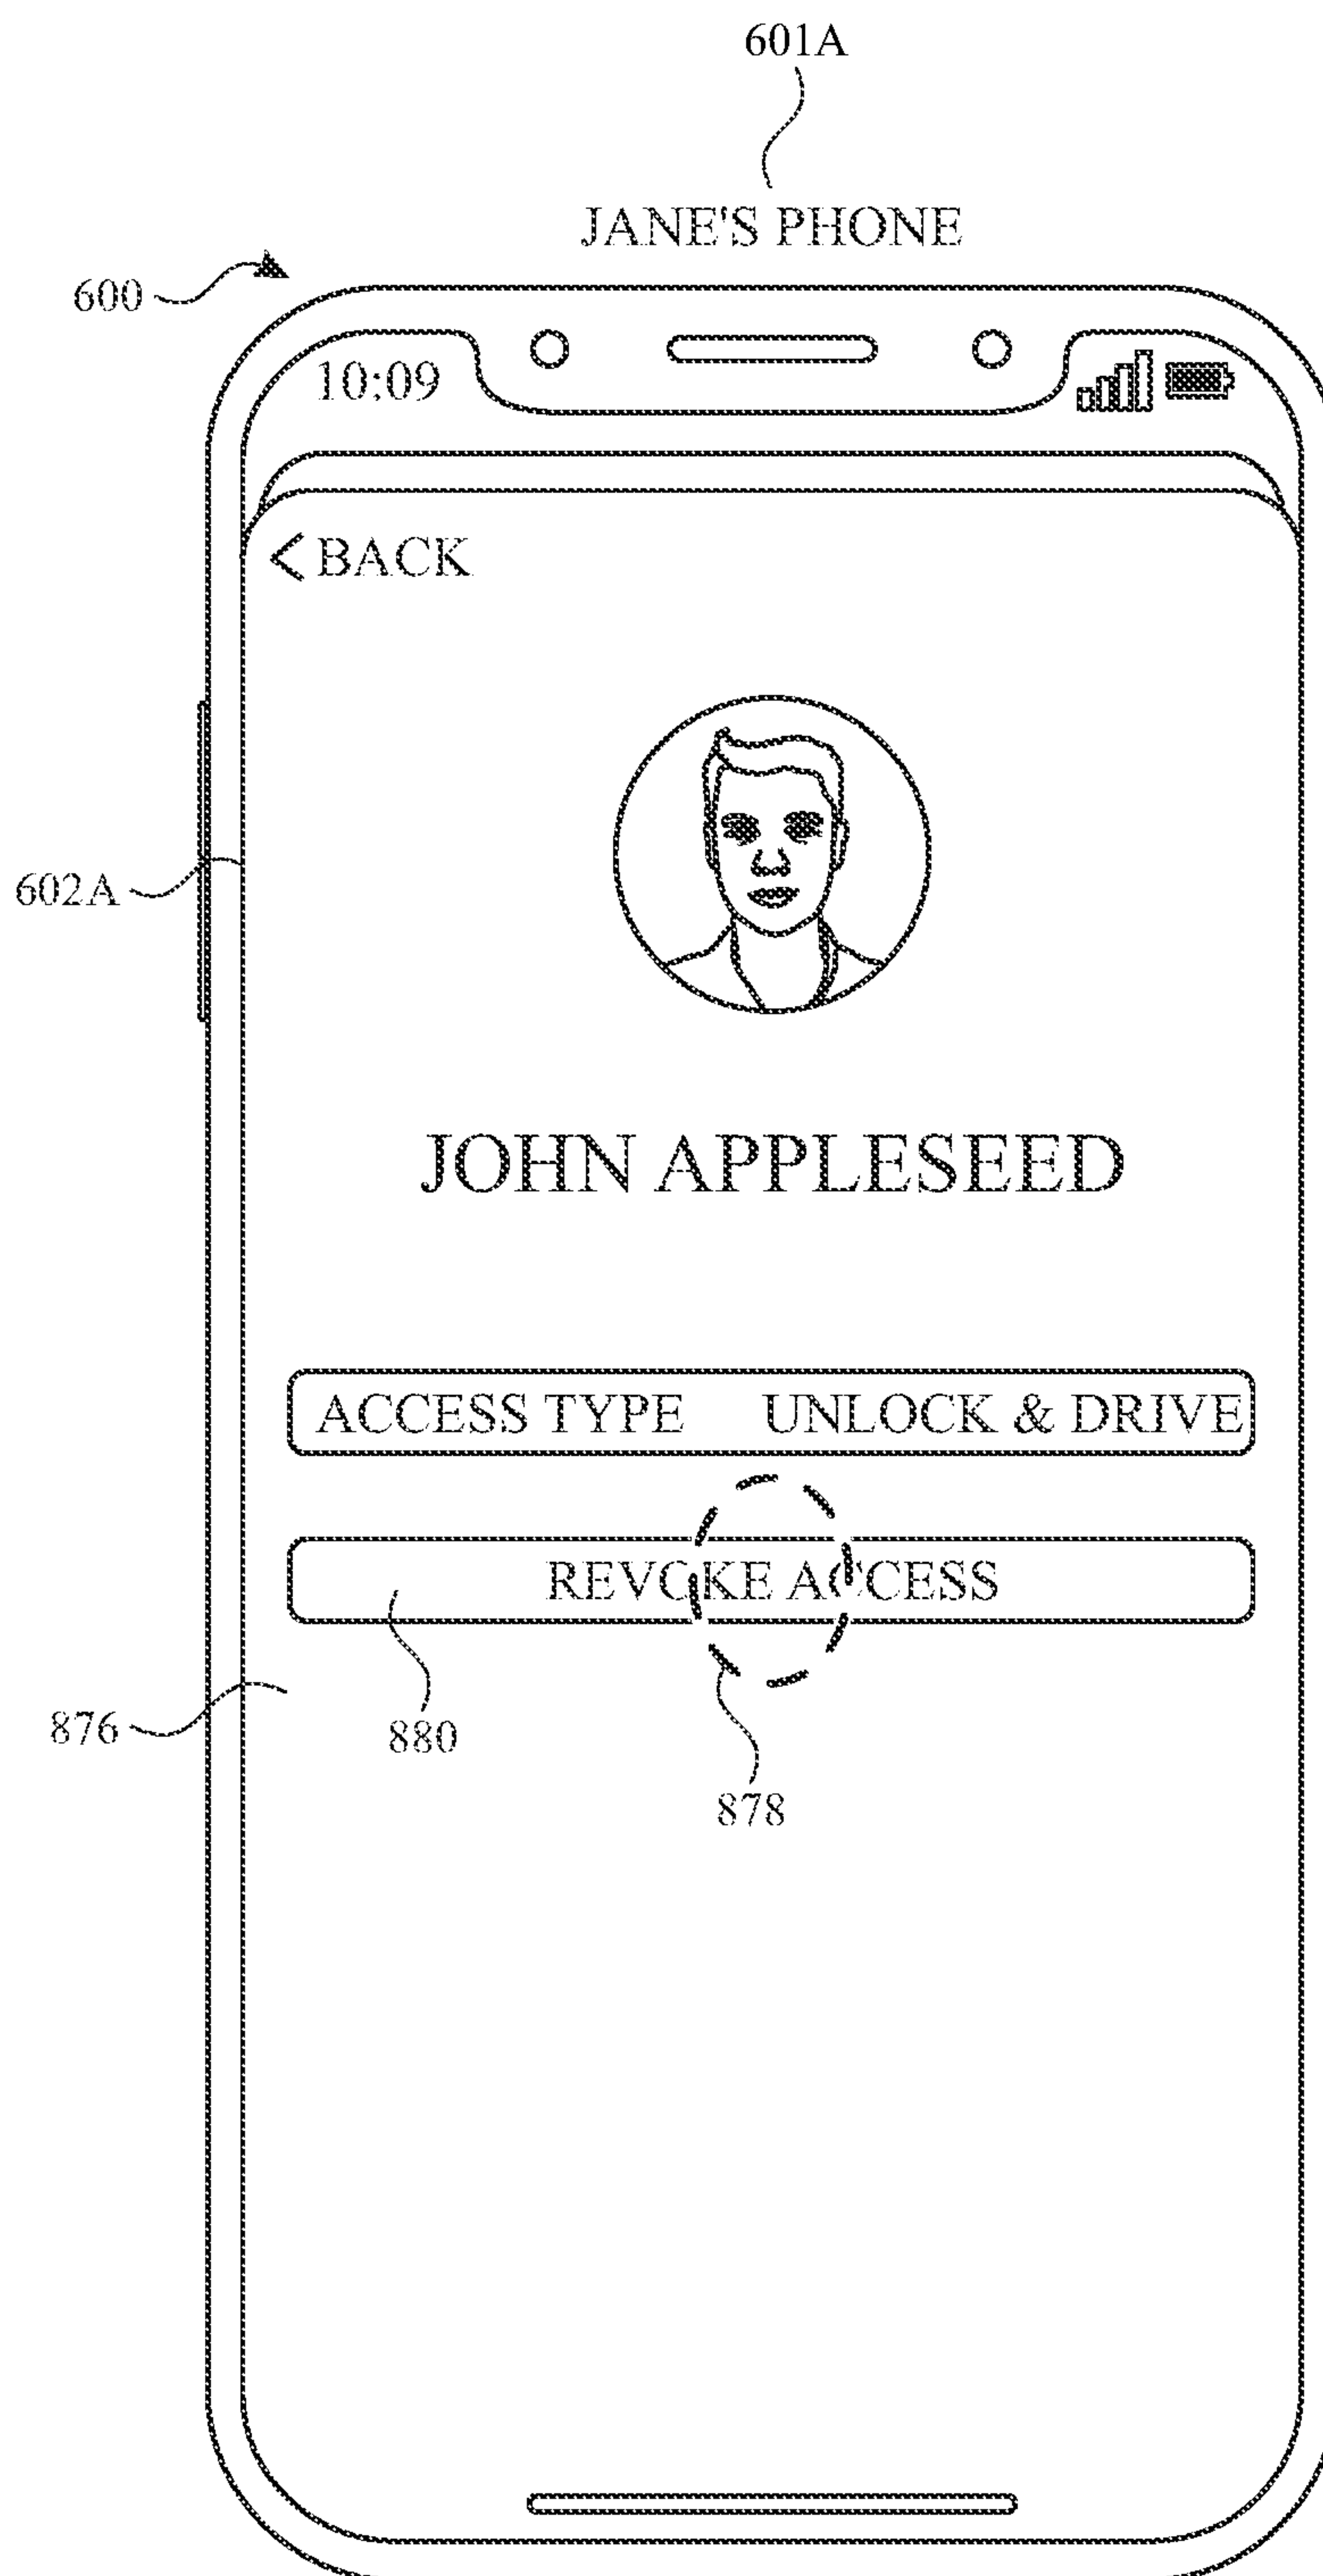 601A
JANE'S PHONE
600
10:09
< BACK
602A
JOHN APPLESEED
ACCESS TYPE UNLOCK & DRIVE
REVOKE ACCESS
876
880
878